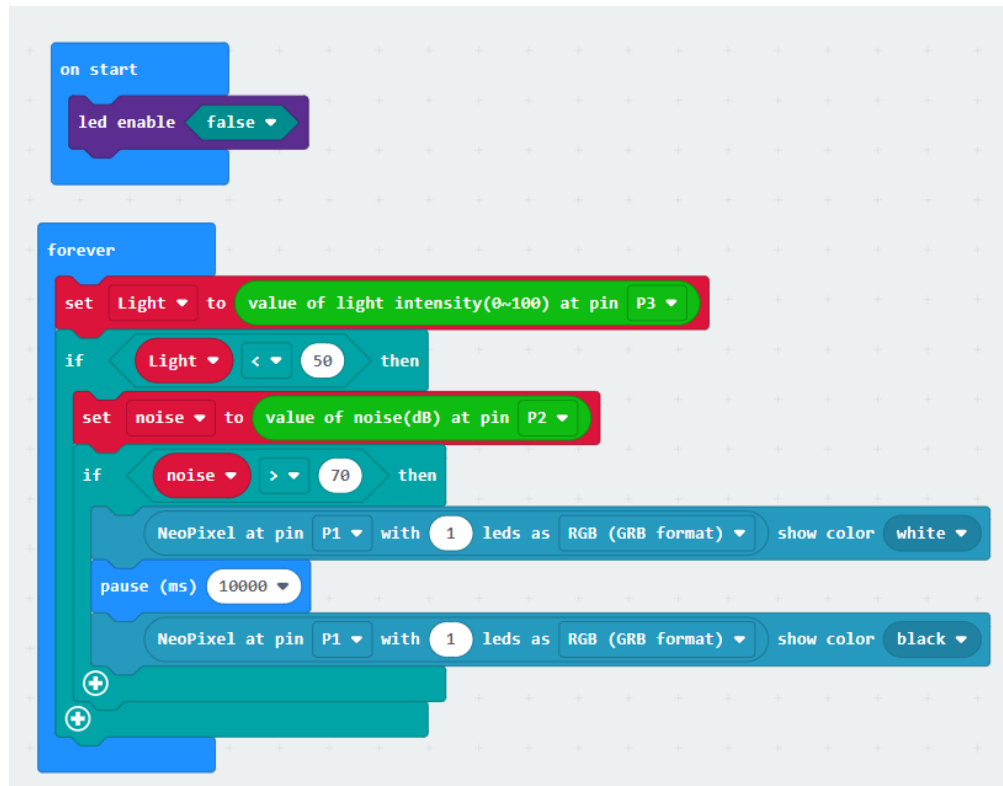 on start
led enable false
forever
set Light to value of light intensity(0~100) at pin P3
if Light < 50 then
set noise to value of noise(dB) at pin P2
if noise > 70 then
NeoPixel at pin P1 with 1 leds as RGB (GRB format) show color white
pause (ms) 10000
NeoPixel at pin P1 with 1 leds as RGB (GRB format) show color black